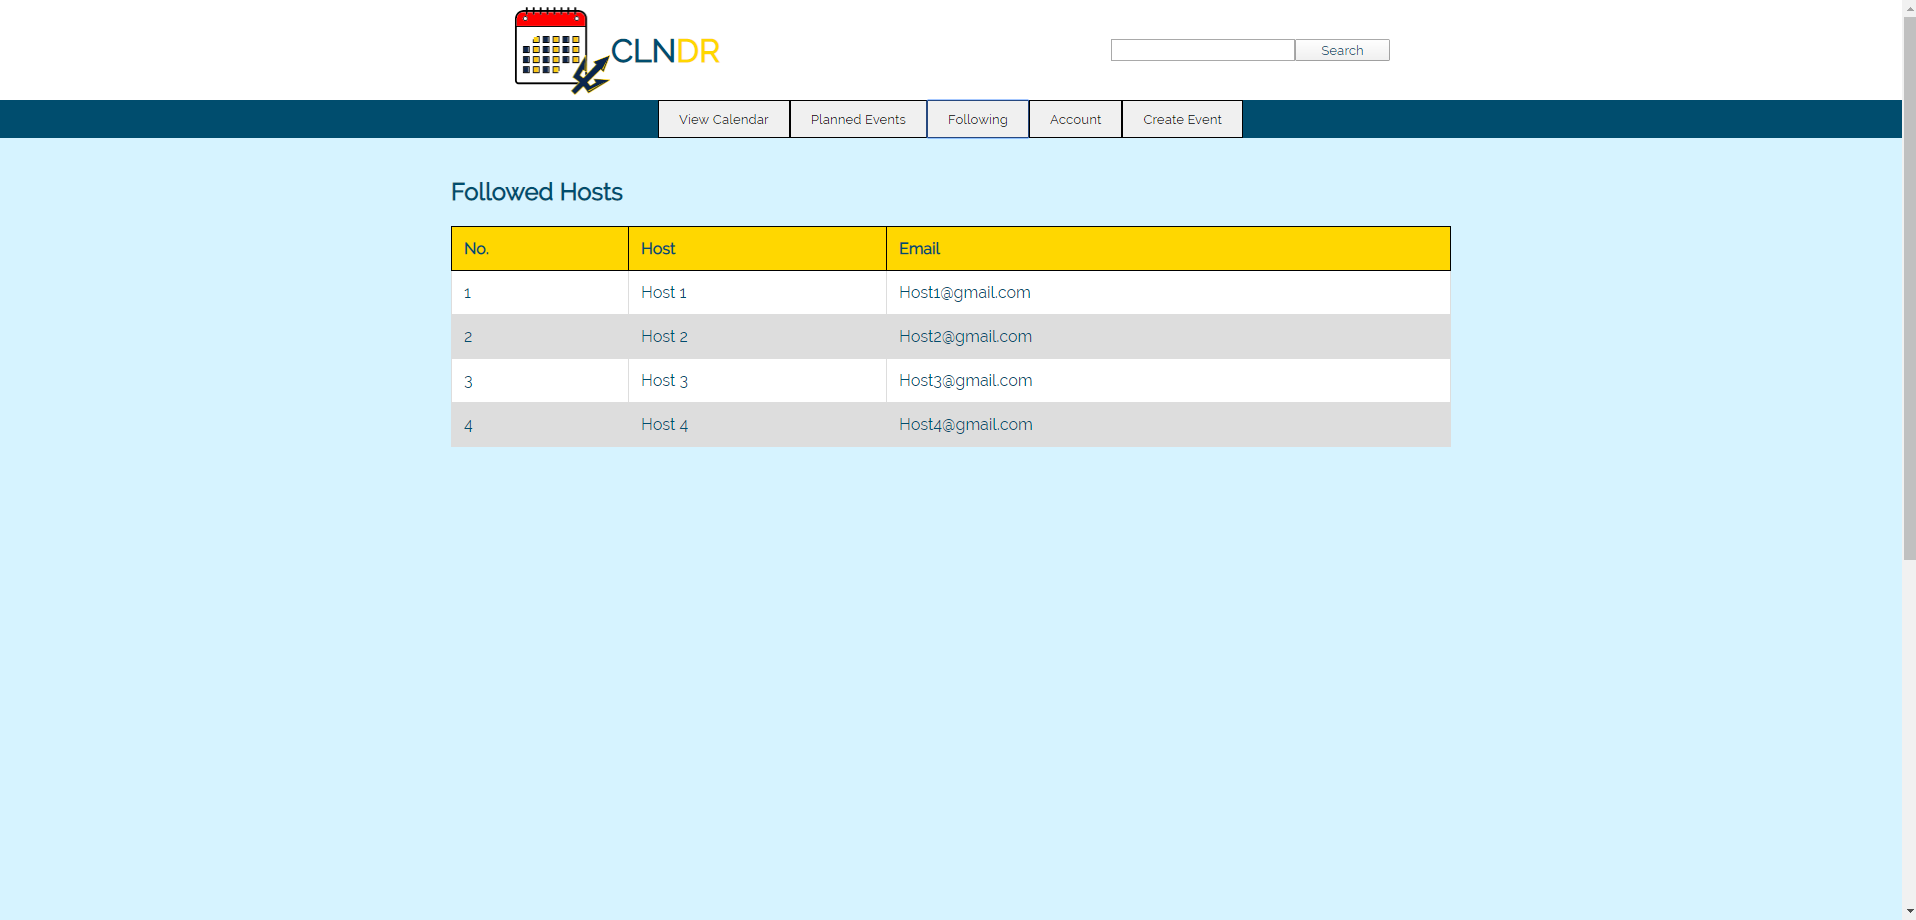 CLNDR
Search
View Calendar Planned Events Following Account Create Event
Followed Hosts
No. Host Email
1 Host 1 Host1@gmail.com
2 Host 2 Host2@gmail.com
3 Host 3 Host3@gmail.com
4 Host 4 Host4@gmail.com